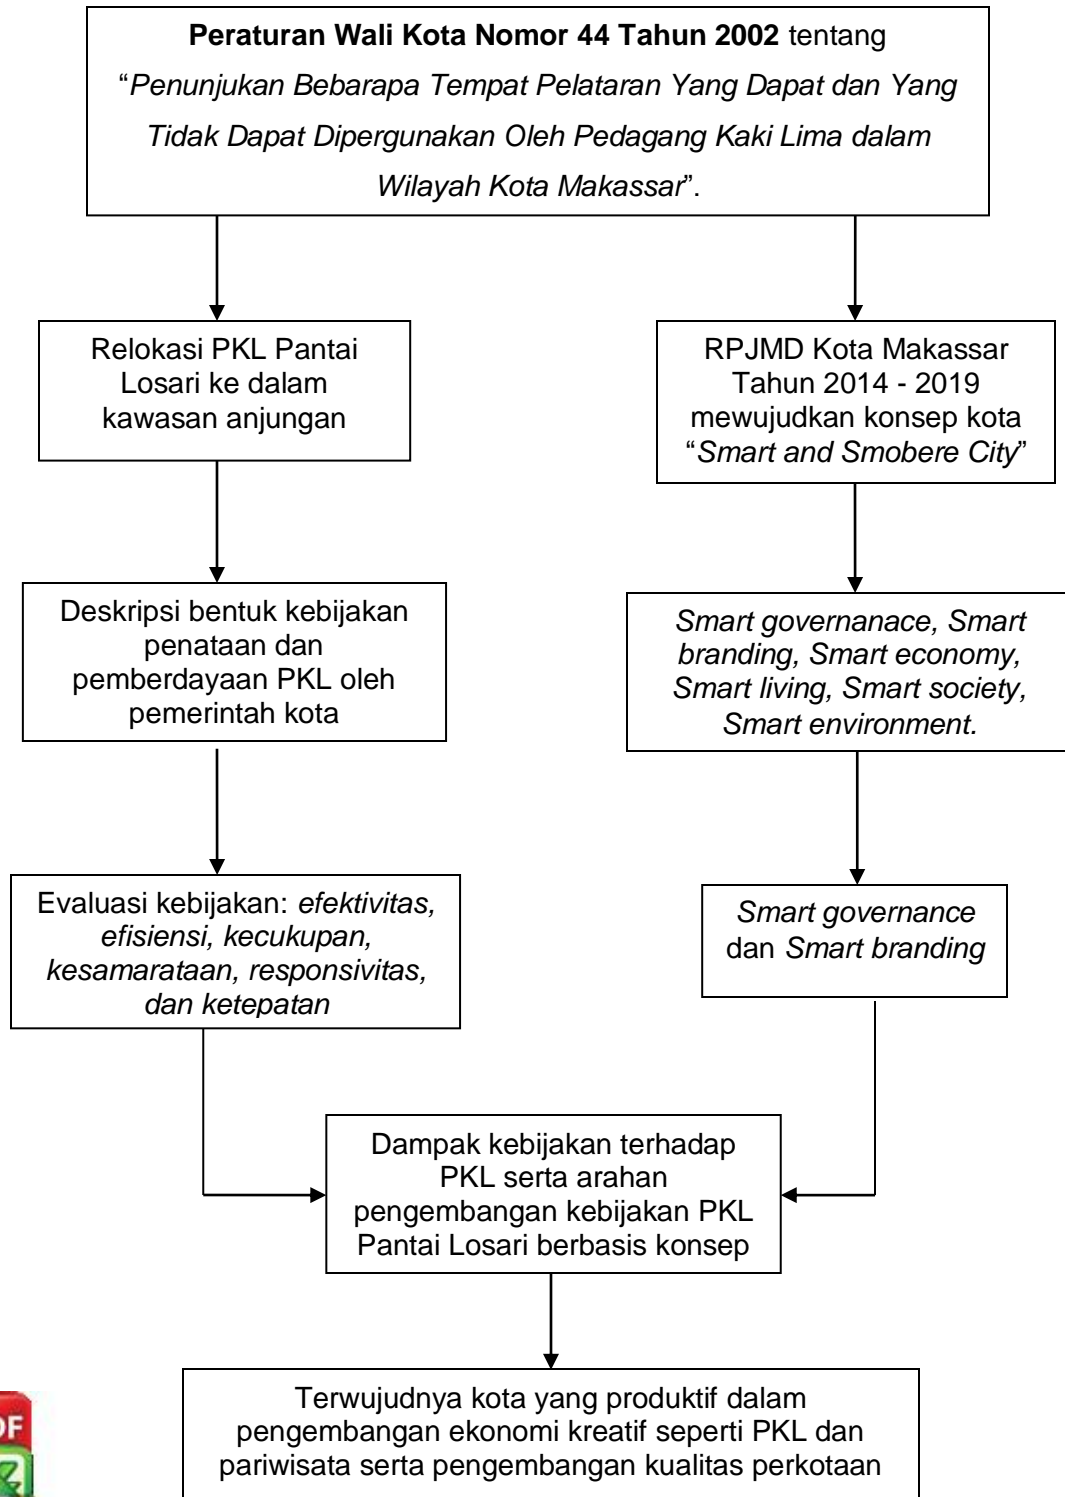 Peraturan Wali Kota Nomor 44 Tahun 2002 tentang
“Penunjukan Bebarapa Tempat Pelataran Yang Dapat dan Yang
Tidak Dapat Dipergunakan Oleh Pedagang Kaki Lima dalam
Wilayah Kota Makassar”.
Relokasi PKL Pantai
Losari ke dalam
kawasan anjungan
RPJMD Kota Makassar
Tahun 2014 - 2019
mewujudkan konsep kota
“Smart and Smobere City”
Deskripsi bentuk kebijakan
penataan dan
pemberdayaan PKL oleh
pemerintah kota
Smart governanace, Smart
branding, Smart economy,
Smart living, Smart society,
Smart environment.
Evaluasi kebijakan: efektivitas,
efisiensi, kecukupan,
kesamarataan, responsivitas,
dan ketepatan
Smart governance
dan Smart branding
Dampak kebijakan terhadap
PKL serta arahan
pengembangan kebijakan PKL
Pantai Losari berbasis konsep
Terwujudnya kota yang produktif dalam
pengembangan ekonomi kreatif seperti PKL dan
pariwisata serta pengembangan kualitas perkotaan